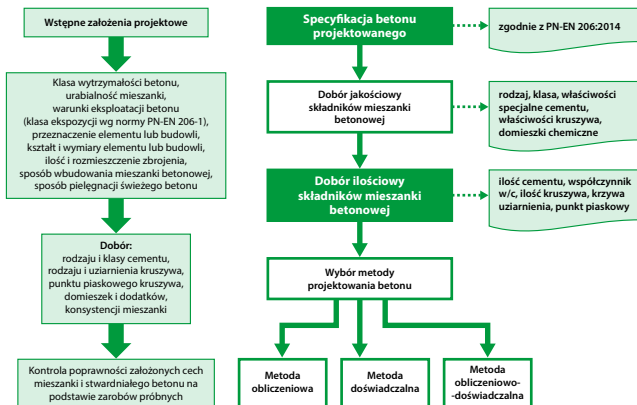 Wstępne założenia projektowe
Klasa wytrzymałości betonu,
urabialność mieszanki,
warunki eksploatacji betonu
(klasa ekspozycji wg normy PN-EN 206-1),
przeznaczenie elementu lub budowli,
kształt i wymiary elementu lub budowli,
ilość i rozmieszczenie zbrojenia,
sposób wbudowania mieszanki betonowej,
sposób pielęgnacji świeżego betonu
Dobór:
rodzaju i klasy cementu,
rodzaju i uziarnienia kruszywa,
punktu piaskowego kruszywa,
domieszek i dodatków,
konsystencji mieszanki
Kontrola poprawności założonych cech
mieszanki i stwardniałego betonu na
podstawie zarobów próbnych
Specyfikacja betonu
projektowanego
zgodnie z PN-EN 206:2014
Dobór jakościowy
składników mieszanki
betonowej
rodzaj, klasa, właściwości
specjalne cementu,
właściwości kruszywa,
domieszki chemiczne
Dobór ilościowy
składników mieszanki
betonowej
ilość cementu, współczynnik
w/c, ilość kruszywa, krzywa
uziarnienia, punkt piaskowy
Wybór metody
projektowania betonu
Metoda
obliczeniowa
Metoda
doświadczalna
Metoda
obliczeniowo-
-doświadczalna